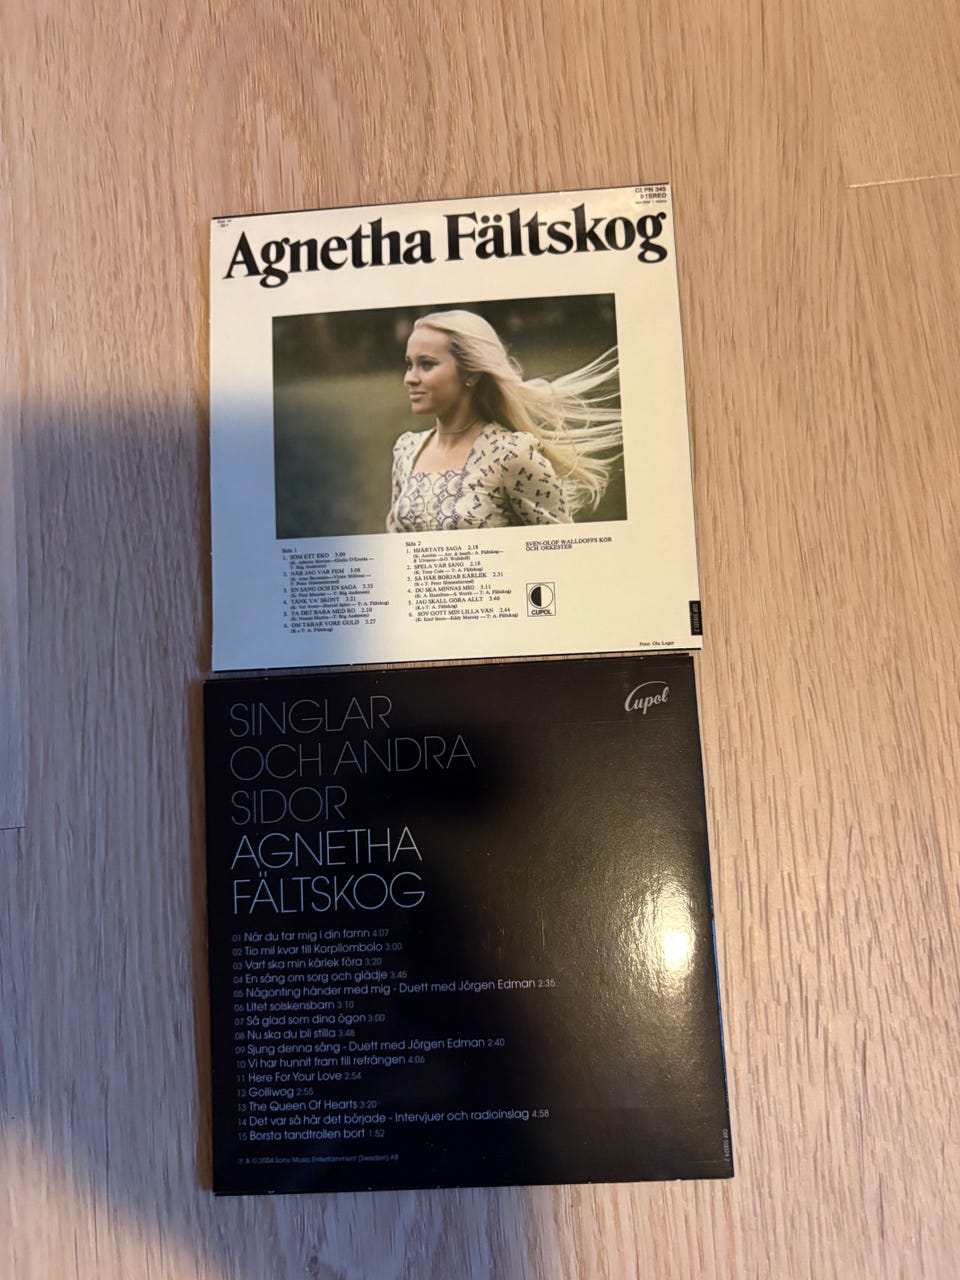 CLPN 345
STEREO
Agnetha Fältskog
Sida 1
1. SOM ETT EKO 3.09
2. NÄR JAG VAR FEM 3.08
3. EN SÅNG OCH EN SAGA 3.35
4. TÄNK VA' SKÖNT 3.21
5. TA DET BARA MED RO 2.10
6. OM TÅRAR VORE GULD 3.27
(K o T: A. Fältskog)
Sida 2
1. HJÄRTATS SAGA 2.18
2. SPELA VÅR SÅNG 2.18
3. SÅ HÄR BÖRJAR KÄRLEK 2.51
4. DU SKA MINNAS MIG 3.11
5. JAG SKALL GÖRA ALLT 3.46
(K o T: A. Fältskog)
6. SOV GOTT MIN LILLA VÄN 2.44
SVEN-OLOF WALLDOFFS KÖR
OCH ORKESTER
CUPOL
Foto: Ola Lager
Cupol
SINGLAR
OCH ANDRA
SIDOR
AGNETHA
FÄLTSKOG
01 När du tar mig i din famn 4:07
02 Tio mil kvar till Korpilombolo 3:00
03 Vart ska min kärlek föra 3:20
04 En sång om sorg och glädje 3:45
05 Någonting händer med mig - Duett med Jörgen Edman 2:35
06 Litet solskensbarn 3:10
07 Så glad som dina ögon 3:00
08 Nu ska du bli stilla 3:48
09 Sjung denna sång - Duett med Jörgen Edman 2:40
10 Vi har hunnit fram till refrängen 4:06
11 Here For Your Love 2:54
12 Golliwog 2:55
13 The Queen Of Hearts 3:20
14 Det var så här det började - Intervjuer och radioinslag 4:58
15 Borsta tandtrollen bort 1:52
℗ & © 2004 Sony Music Entertainment (Sweden) AB